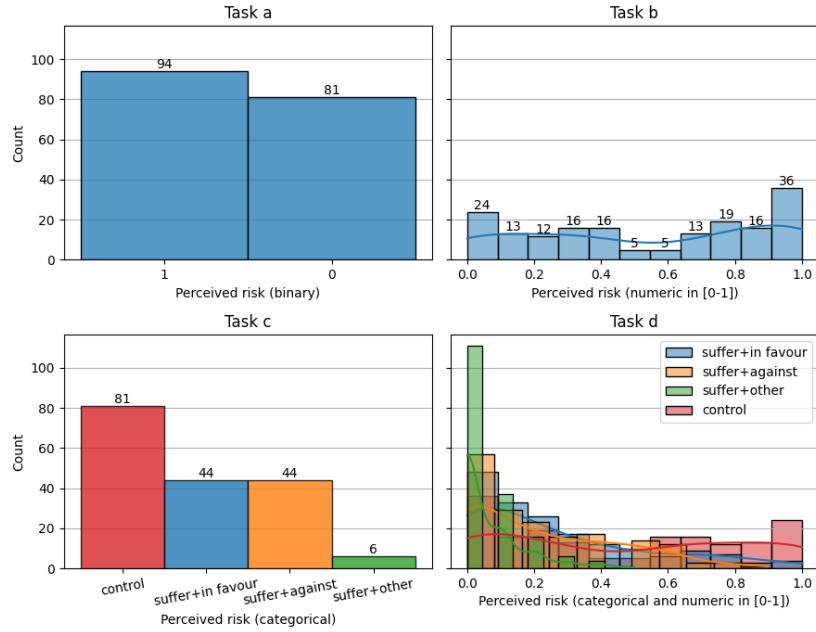 Task a
94
81
Count
100
80
60
40
20
0
1
0
Perceived risk (binary)
Task b
24
13
12
16
16
5
5
13
19
16
36
0.0
0.2
0.4
0.6
0.8
1.0
Perceived risk (numeric in [0-1])
Task c
81
44
44
6
Count
100
80
60
40
20
0
control
suffer+in favour
suffer+against
suffer+other
Perceived risk (categorical)
Task d
suffer+in favour
suffer+against
suffer+other
control
0.0
0.2
0.4
0.6
0.8
1.0
Perceived risk (categorical and numeric in [0-1])